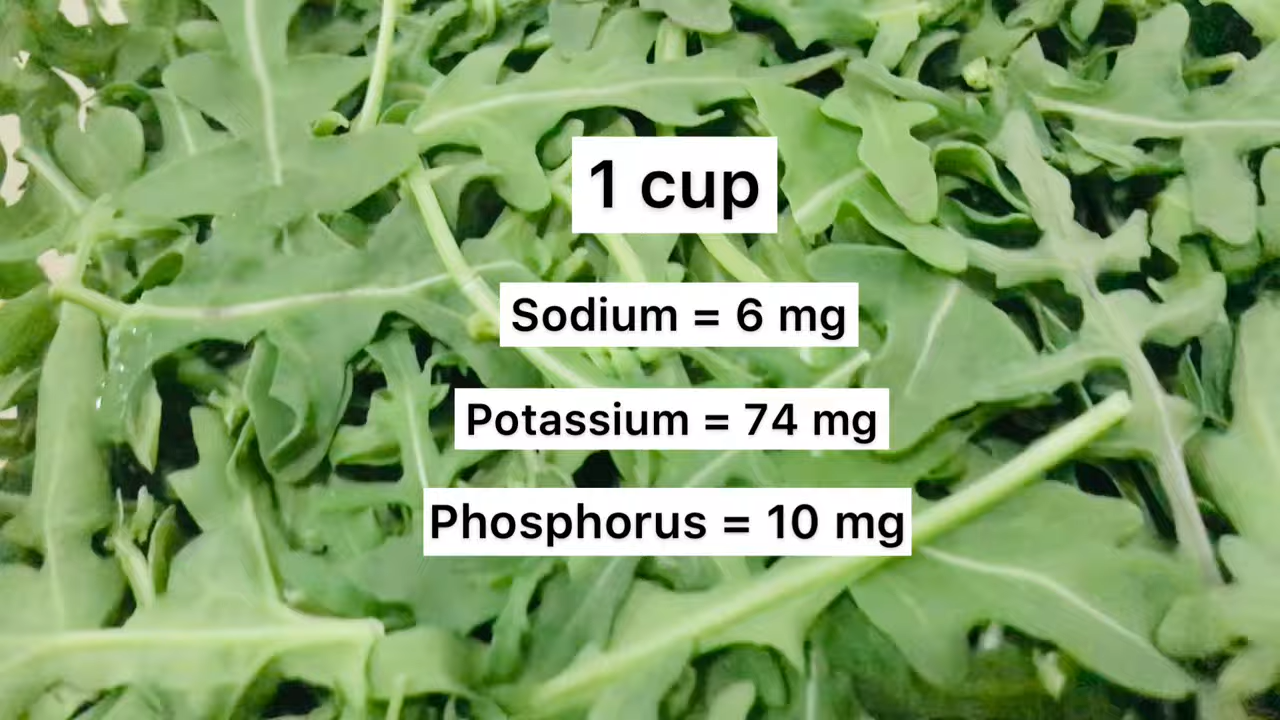 1 cup
Sodium = 6 mg
Potassium = 74 mg
Phosphorus = 10 mg